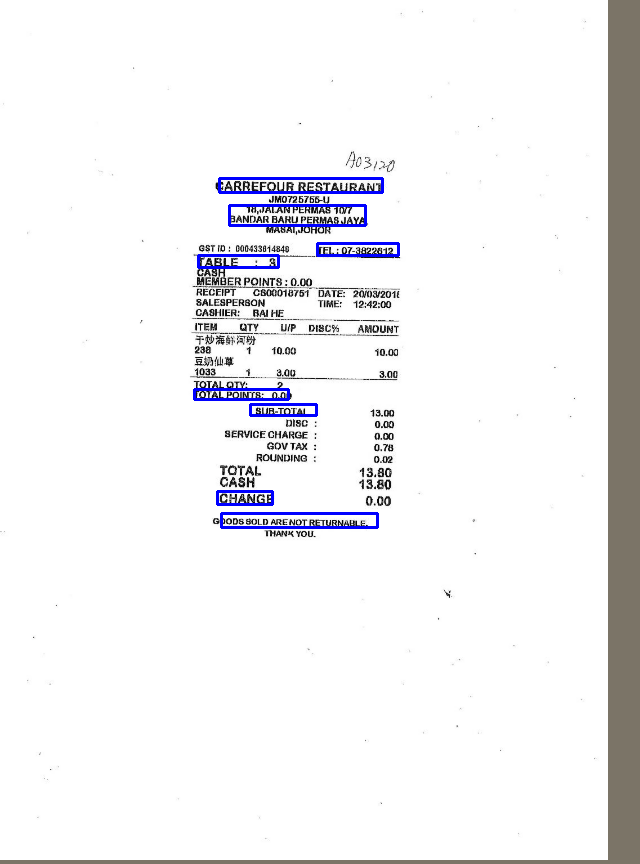 A03120
CARREFOUR RESTAURANT
JM0725755-U
18,JALAN PERMAS 10/7
BANDAR BARU PERMAS JAYA
MASAI,JOHOR
GST ID : 000433614848 TEL : 07-3822612
TABLE : 8
CASH
MEMBER POINTS : 0.00
RECEIPT CS00018751 DATE: 20/03/2018
SALESPERSON TIME: 12:42:00
CASHIER: BAI HE
ITEM QTY U/P DISC% AMOUNT
干炒海鲜河粉
238 1 10.00 10.00
豆奶仙草
1033 1 3.00 3.00
TOTAL QTY: 2
TOTAL POINTS: 0.00
SUB-TOTAL 13.00
DISC : 0.00
SERVICE CHARGE : 0.00
GOV TAX : 0.78
ROUNDING : 0.02
TOTAL 13.80
CASH 13.80
CHANGE 0.00
GOODS SOLD ARE NOT RETURNABLE.
THANK YOU.